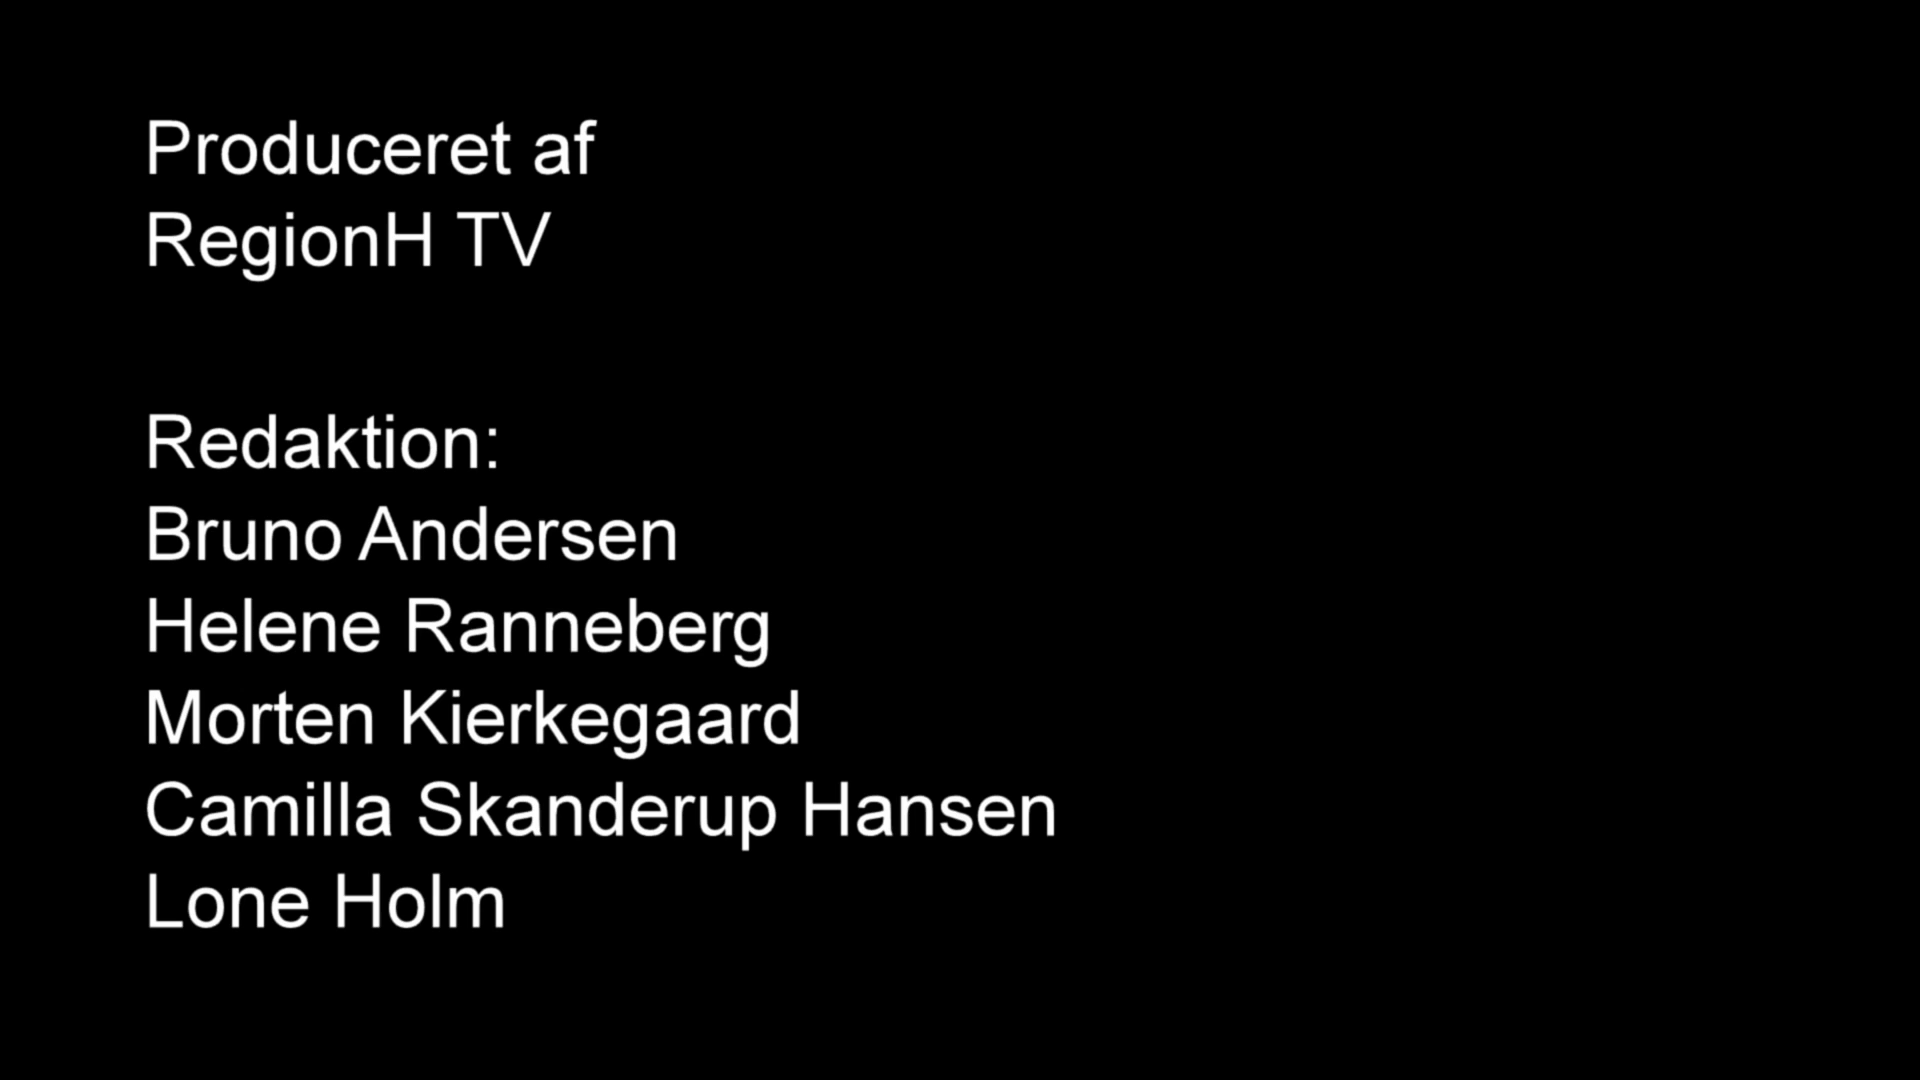 Produceret af
RegionH TV
Redaktion:
Bruno Andersen
Helene Ranneberg
Morten Kierkegaard
Camilla Skanderup Hansen
Lone Holm